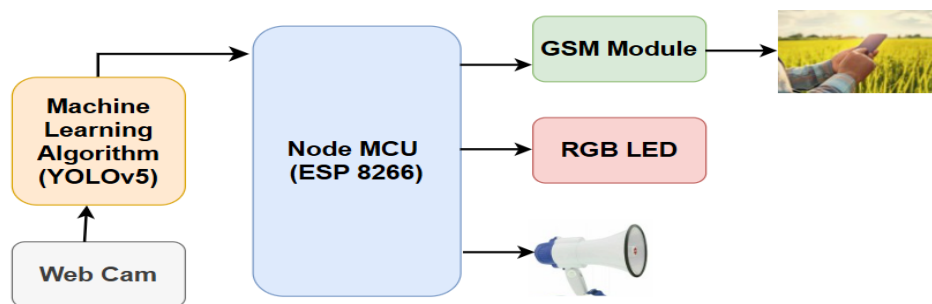 GSM Module
Machine
Learning
Algorithm
(YOLOv5)
Node MCU
(ESP 8266)
RGB LED
Web Cam